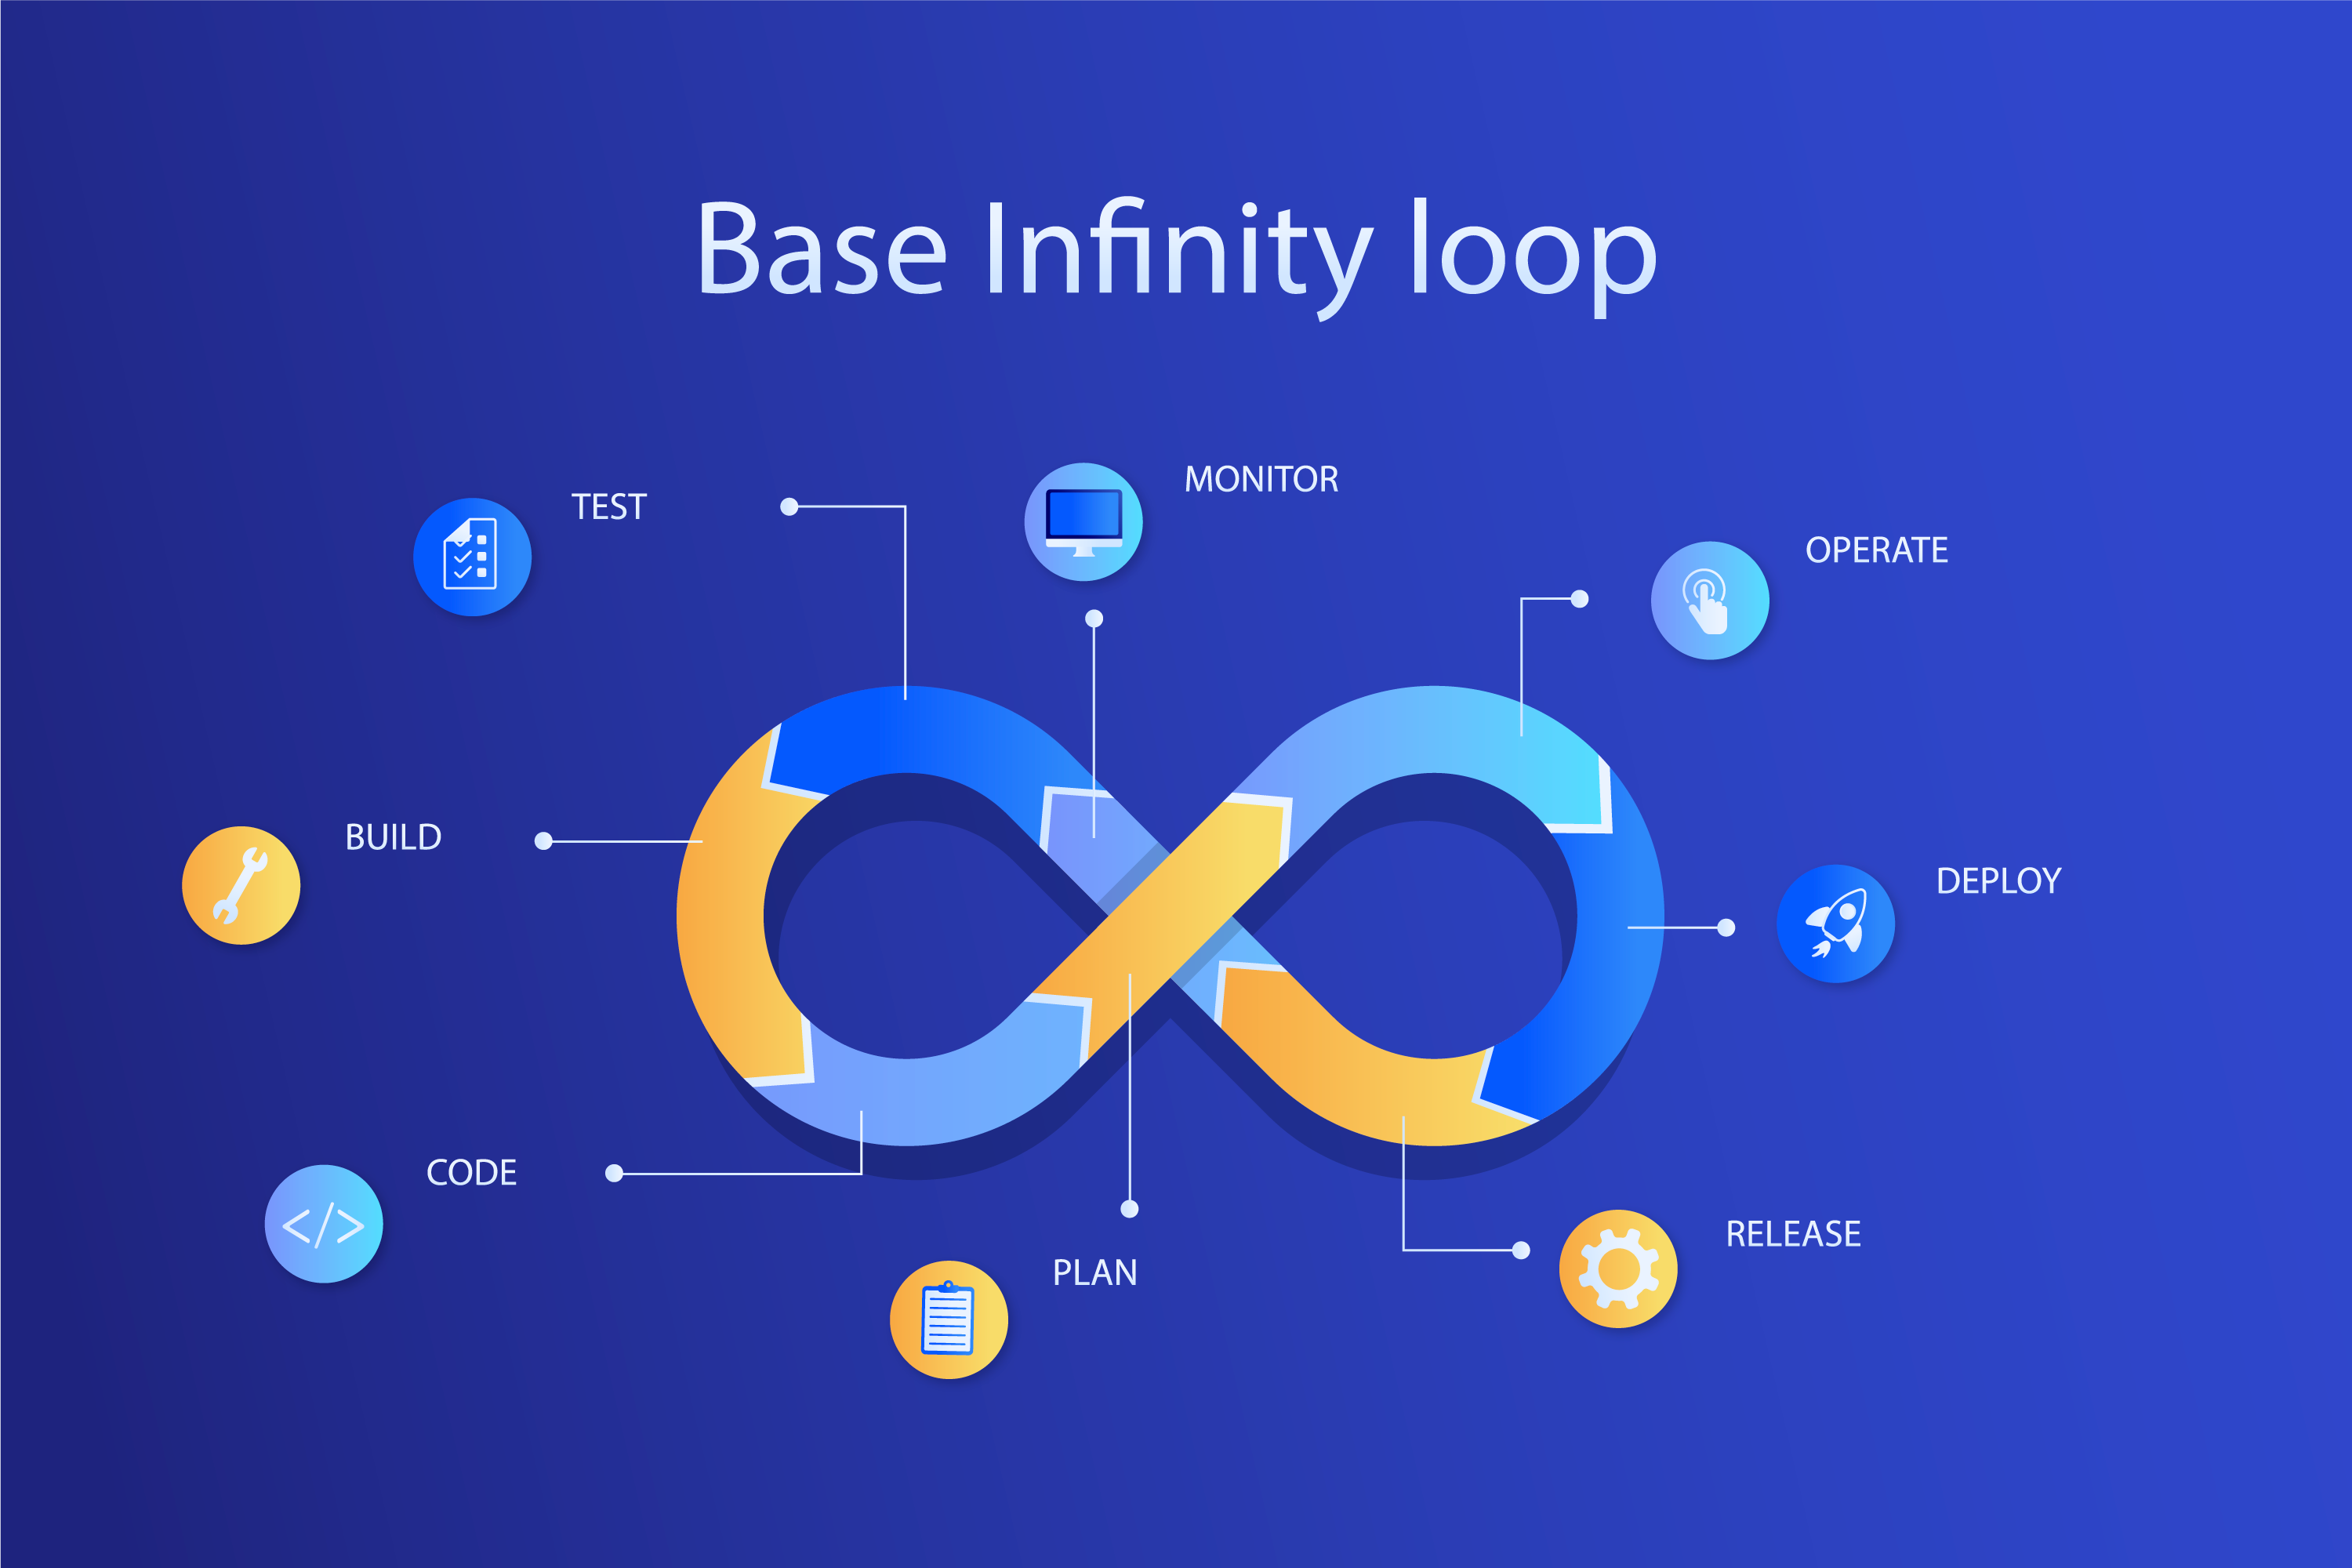 Base Infinity loop
MONITOR
TEST
OPERATE
BUILD
DEPLOY
CODE
RELEASE
PLAN